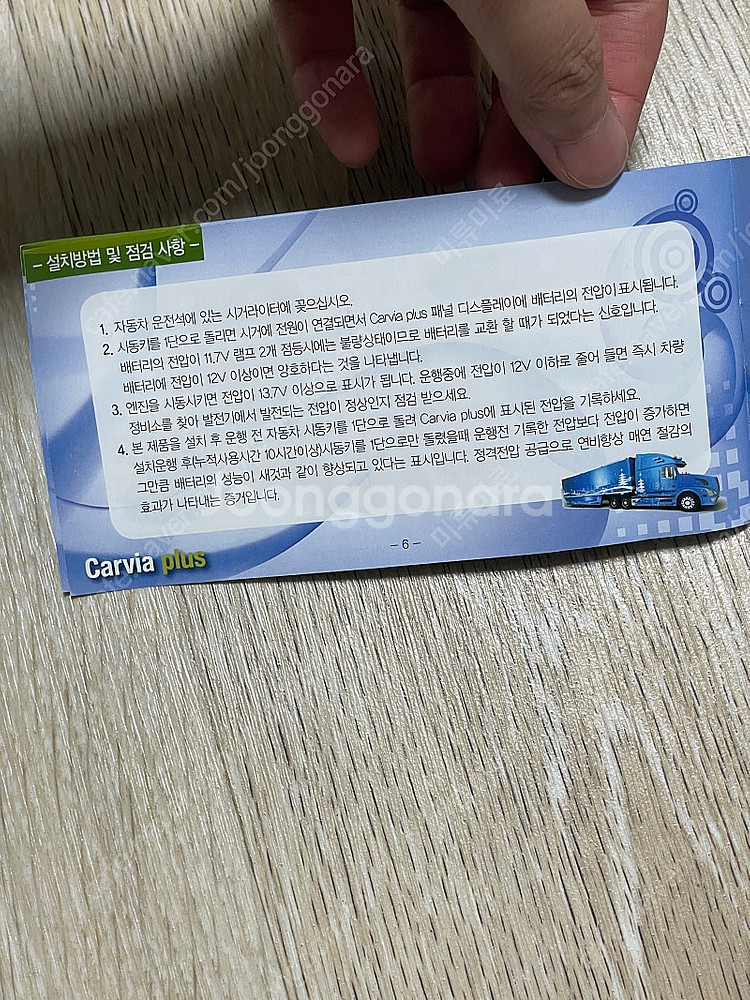 - 설치방법 및 점검 사항 -
1. 자동차 운전석에 있는 시거라이터에 꽂으십시오.
2. 시동키를 1단으로 돌리면 시거에 전원이 연결되면서 Carvia plus 패널 디스플레이에 배터리의 전압이 표시됩니다.
배터리의 전압이 11.7V 램프 2개 점등시에는 불량상태이므로 배터리를 교환 할 때가 되었다는 신호입니다.
배터리에 전압이 12V 이상이면 양호하다는 것을 나타냅니다.
3. 엔진을 시동시키면 전압이 13.7V 이상으로 표시가 됩니다. 운행중에 전압이 12V 이하로 줄어 들면 즉시 차량
정비소를 찾아 발전기에서 발전되는 전압이 정상인지 점검 받으세요.
4. 본 제품을 설치 후 운행 전 자동차 시동키를 1단으로 돌려 Carvia plus에 표시된 전압을 기록하세요.
설치운행 후(누적사용시간 10시간이상)시동키를 1단으로만 돌렸을때 운행전 기록한 전압보다 전압이 증가하면
그만큼 배터리의 성능이 새것과 같이 향상되고 있다는 표시입니다. 정격전압 공급으로 연비향상 매연 절감의
효과가 나타내는 증거입니다.
Carvia plus
- 6 -
cafe.naver.com/joonggonara
미류미르
joonggonara
미류미르